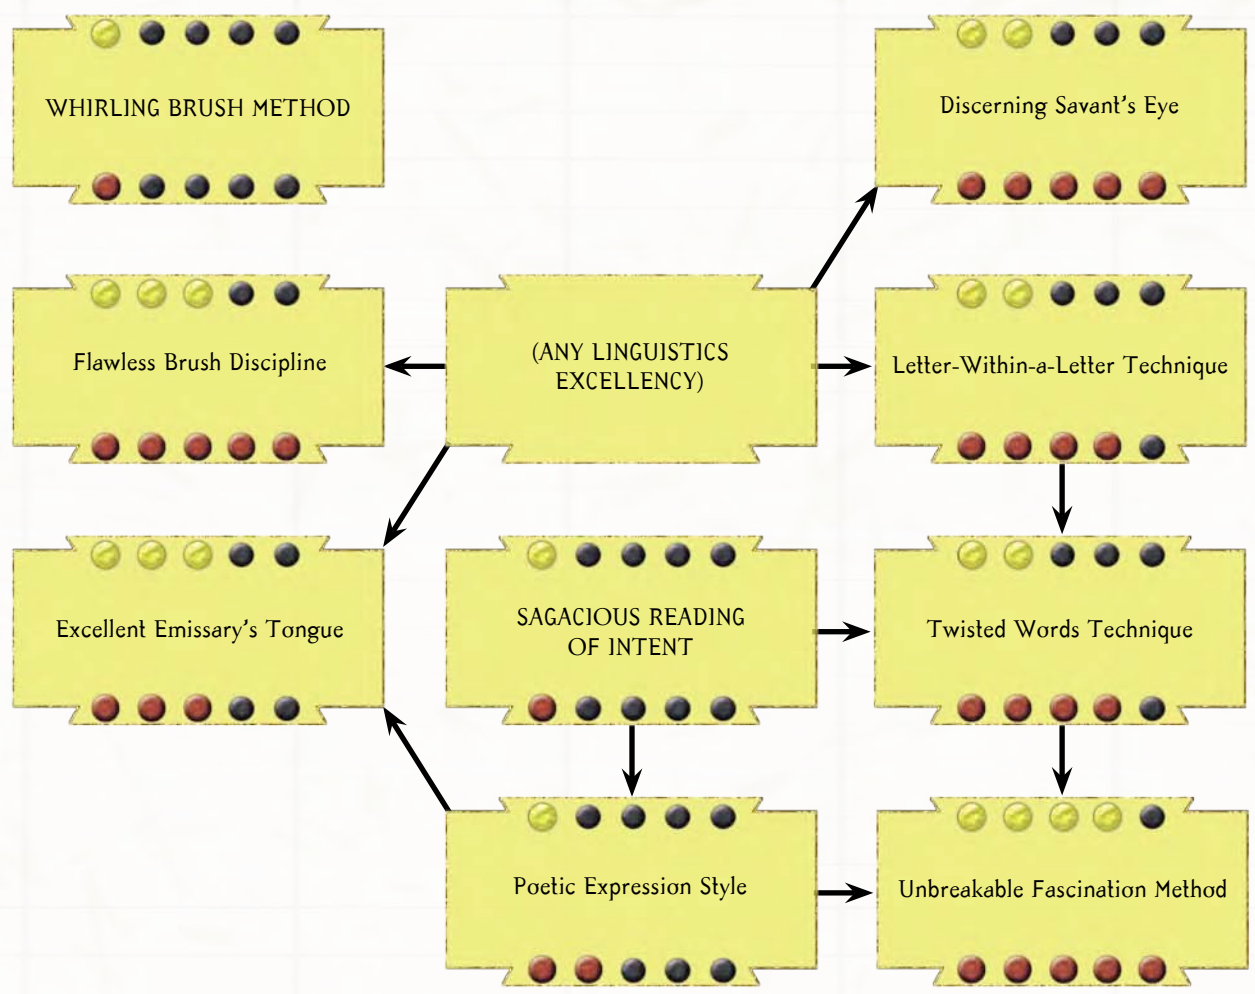 WHIRLING BRUSH METHOD
Discerning Savant's Eye
Flawless Brush Discipline
(ANY LINGUISTICS
EXCELLENCY)
Letter-Within-a-Letter Technique
Excellent Emissary's Tongue
SAGACIOUS READING
OF INTENT
Twisted Words Technique
Poetic Expression Style
Unbreakable Fascination Method